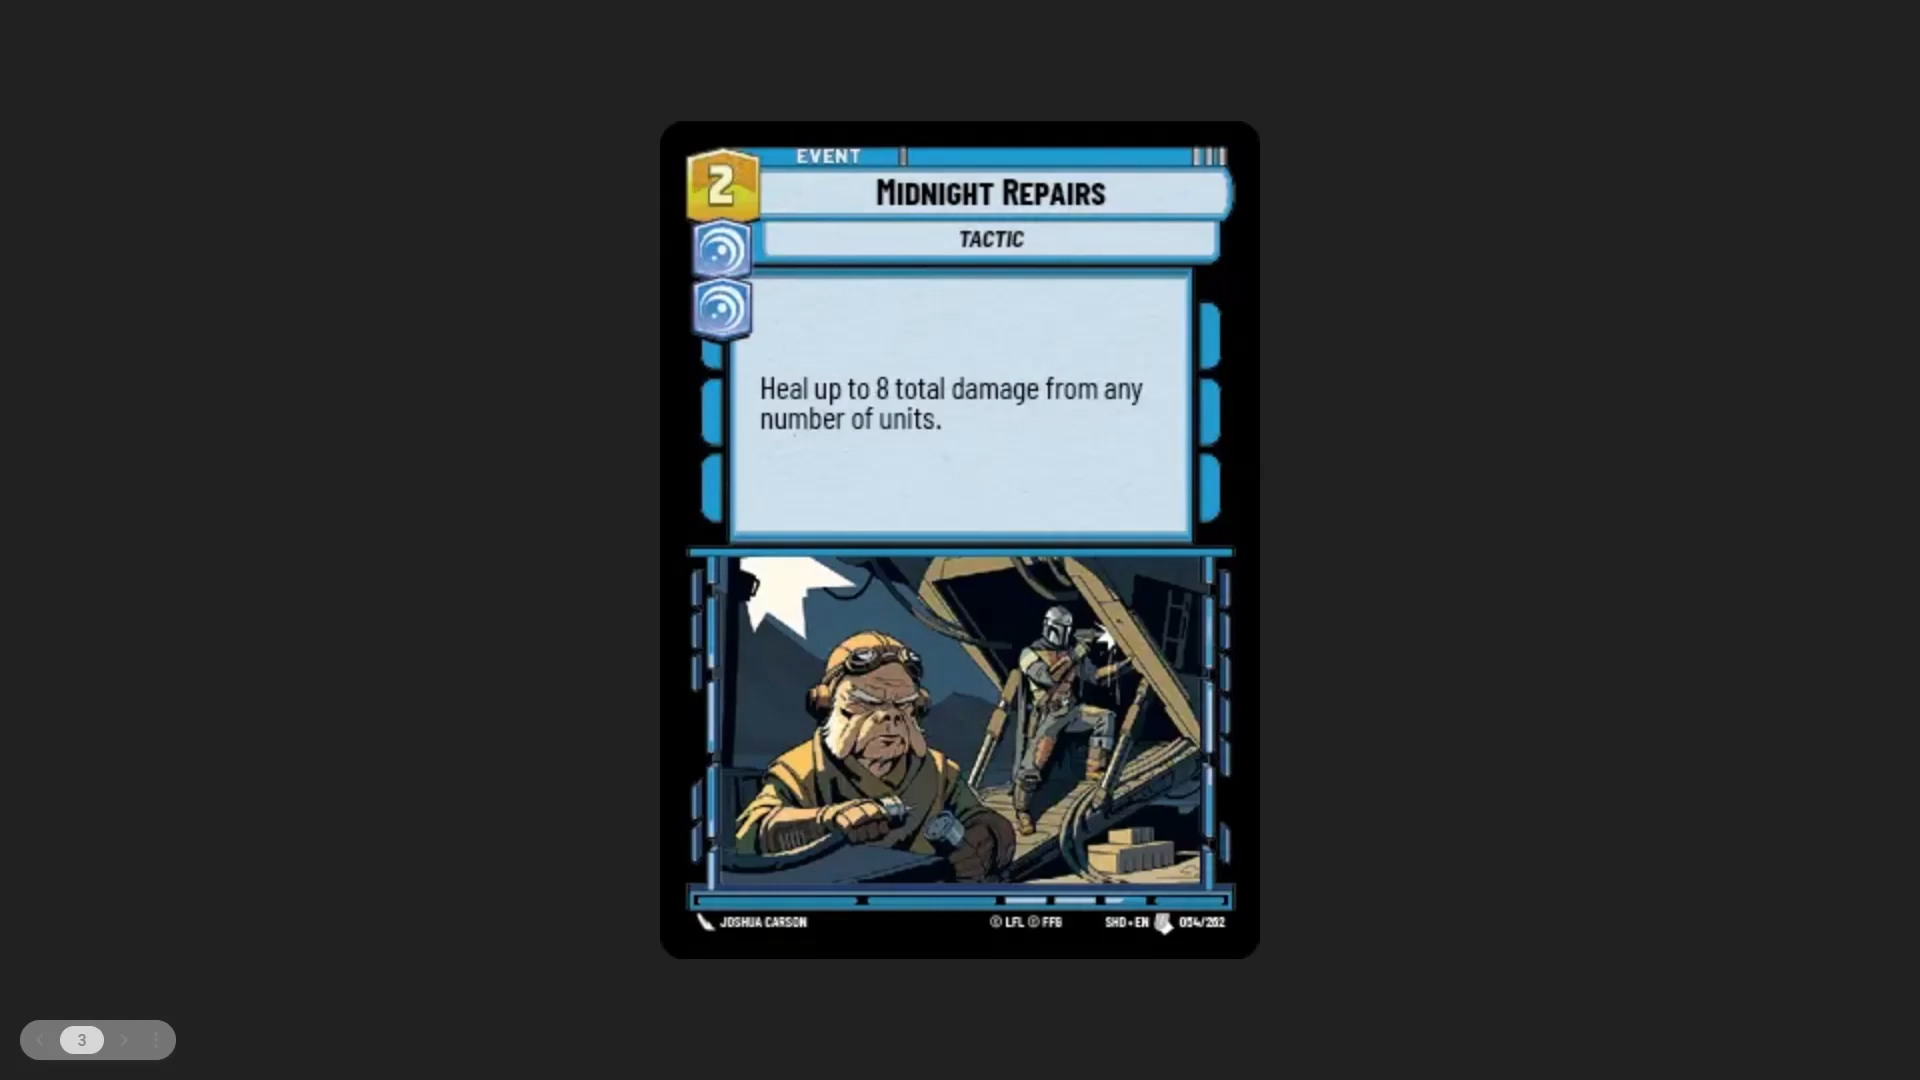 EVENT
2
MIDNIGHT REPAIRS
TACTIC
Heal up to 8 total damage from any
number of units.
JOSHUA CARSON
© LFL © FFG
SHD • EN
054/262
3